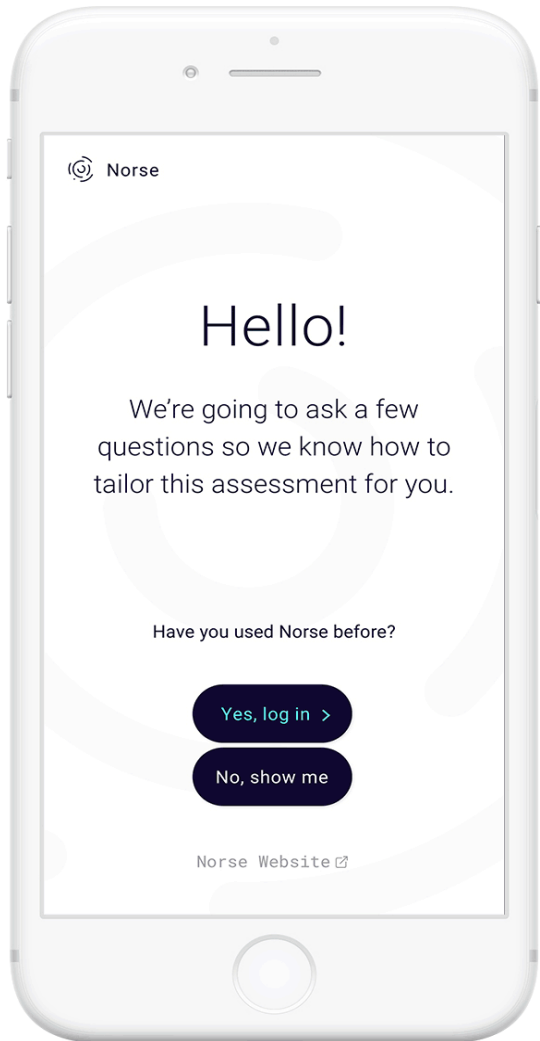 Norse
Hello!
We’re going to ask a few
questions so we know how to
tailor this assessment for you.
Have you used Norse before?
Yes, log in
No, show me
Norse Website